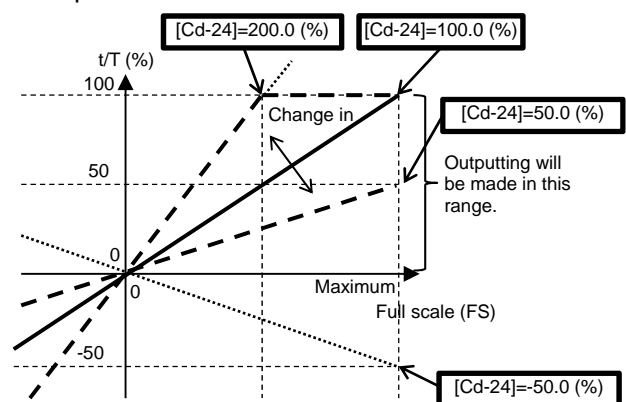 [Cd-24]=200.0 (%)
[Cd-24]=100.0 (%)
t/T (%)
100
Change in
[Cd-24]=50.0 (%)
50
Outputting will
be made in this
range.
0
0
Maximum
Full scale (FS)
-50
[Cd-24]=-50.0 (%)